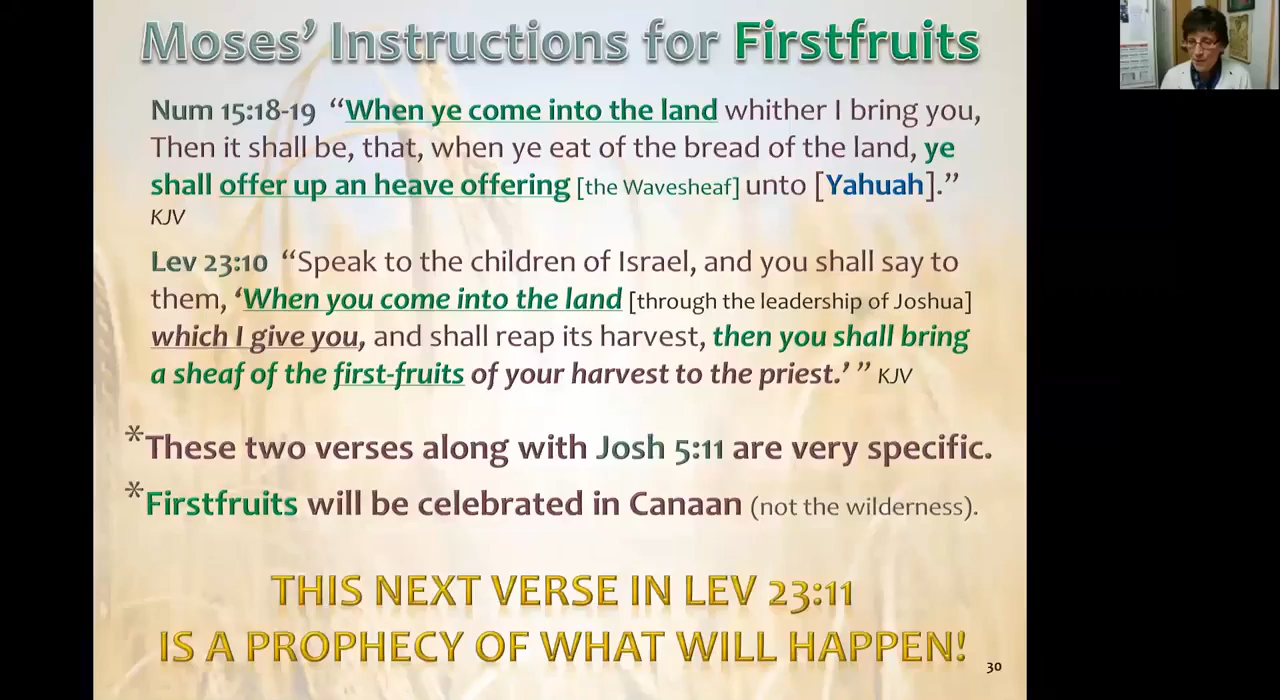 Moses' Instructions for Firstfruits
Num 15:18-19 “When ye come into the land whither I bring you,
Then it shall be, that, when ye eat of the bread of the land, ye
shall offer up an heave offering [the Wavesheaf] unto [Yahuah].”
KJV
Lev 23:10 “Speak to the children of Israel, and you shall say to
them, ‘When you come into the land [through the leadership of Joshua]
which I give you, and shall reap its harvest, then you shall bring
a sheaf of the first-fruits of your harvest to the priest.’ ” KJV
*These two verses along with Josh 5:11 are very specific.
*Firstfruits will be celebrated in Canaan (not the wilderness).
THIS NEXT VERSE IN LEV 23:11
IS A PROPHECY OF WHAT WILL HAPPEN!
30